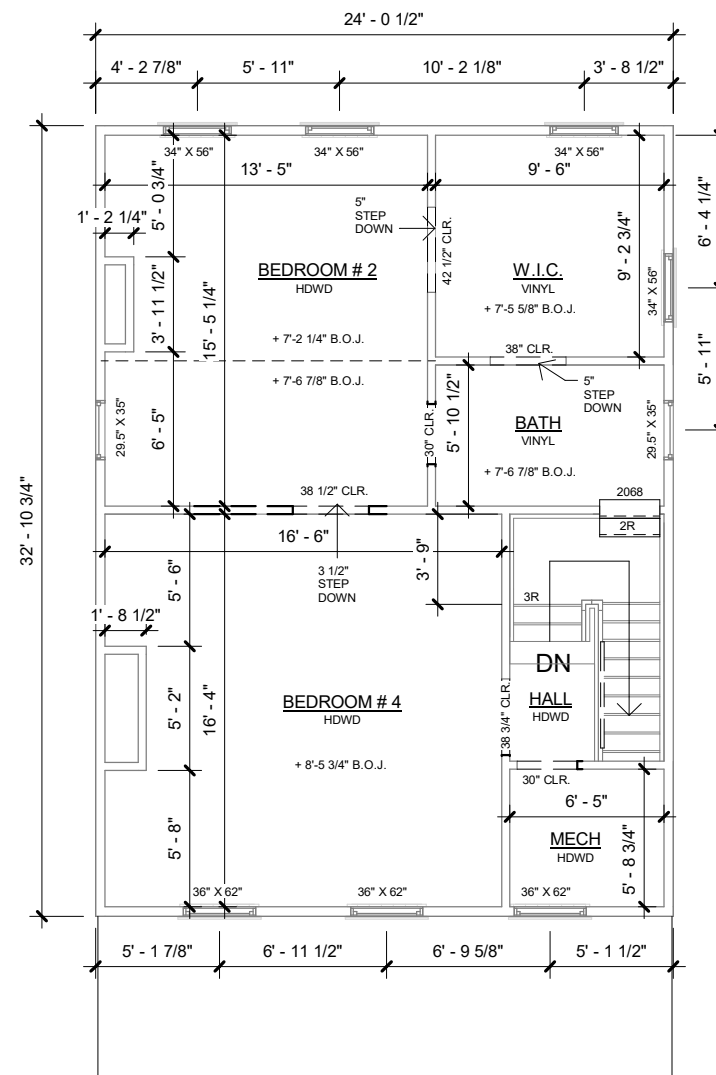 24' - 0 1/2"
4' - 2 7/8"
5' - 11"
10' - 2 1/8"
3' - 8 1/2"
34" X 56"
34" X 56"
34" X 56"
13' - 5"
9' - 6"
5' - 0 3/4"
1' - 2 1/4"
5"
STEP
DOWN
42 1/2" CLR.
9' - 2 3/4"
6' - 4 1/4"
BEDROOM # 2
HDWD
W.I.C.
VINYL
34" X 56"
+ 7'-5 5/8" B.O.J.
3' - 11 1/2"
15' - 5 1/4"
+ 7'-2 1/4" B.O.J.
38" CLR.
+ 7'-6 7/8" B.O.J.
5"
STEP
DOWN
5' - 11"
29.5" X 35"
6' - 5"
30" CLR.
5' - 10 1/2"
BATH
VINYL
29.5" X 35"
+ 7'-6 7/8" B.O.J.
32' - 10 3/4"
38 1/2" CLR.
2068
2R
16' - 6"
3' - 9"
3 1/2"
STEP
DOWN
5' - 6"
3R
1' - 8 1/2"
DN
HALL
HDWD
5' - 2"
16' - 4"
BEDROOM # 4
HDWD
38 3/4" CLR.
+ 8'-5 3/4" B.O.J.
30" CLR.
6' - 5"
5' - 8"
MECH
HDWD
5' - 8 3/4"
36" X 62"
36" X 62"
36" X 62"
5' - 1 7/8"
6' - 11 1/2"
6' - 9 5/8"
5' - 1 1/2"